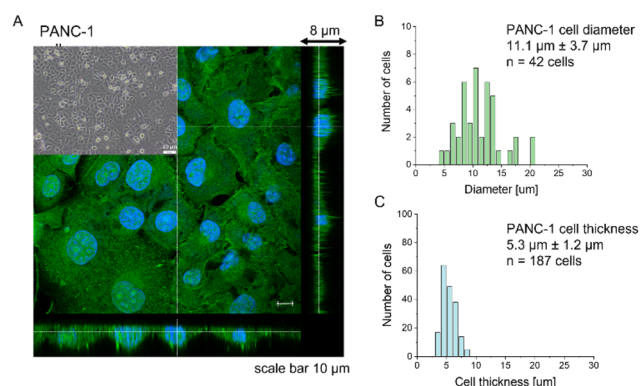 A
PANC-1
8 µm
scale bar 10 µm
B
PANC-1 cell diameter
11.1 µm ± 3.7 µm
n = 42 cells
Number of cells
10
8
6
4
2
0
0 5 10 15 20 25 30
Diameter [um]
C
PANC-1 cell thickness
5.3 µm ± 1.2 µm
n = 187 cells
Number of cells
100
80
60
40
20
0
0 5 10 15 20 25 30
Cell thickness [µm]